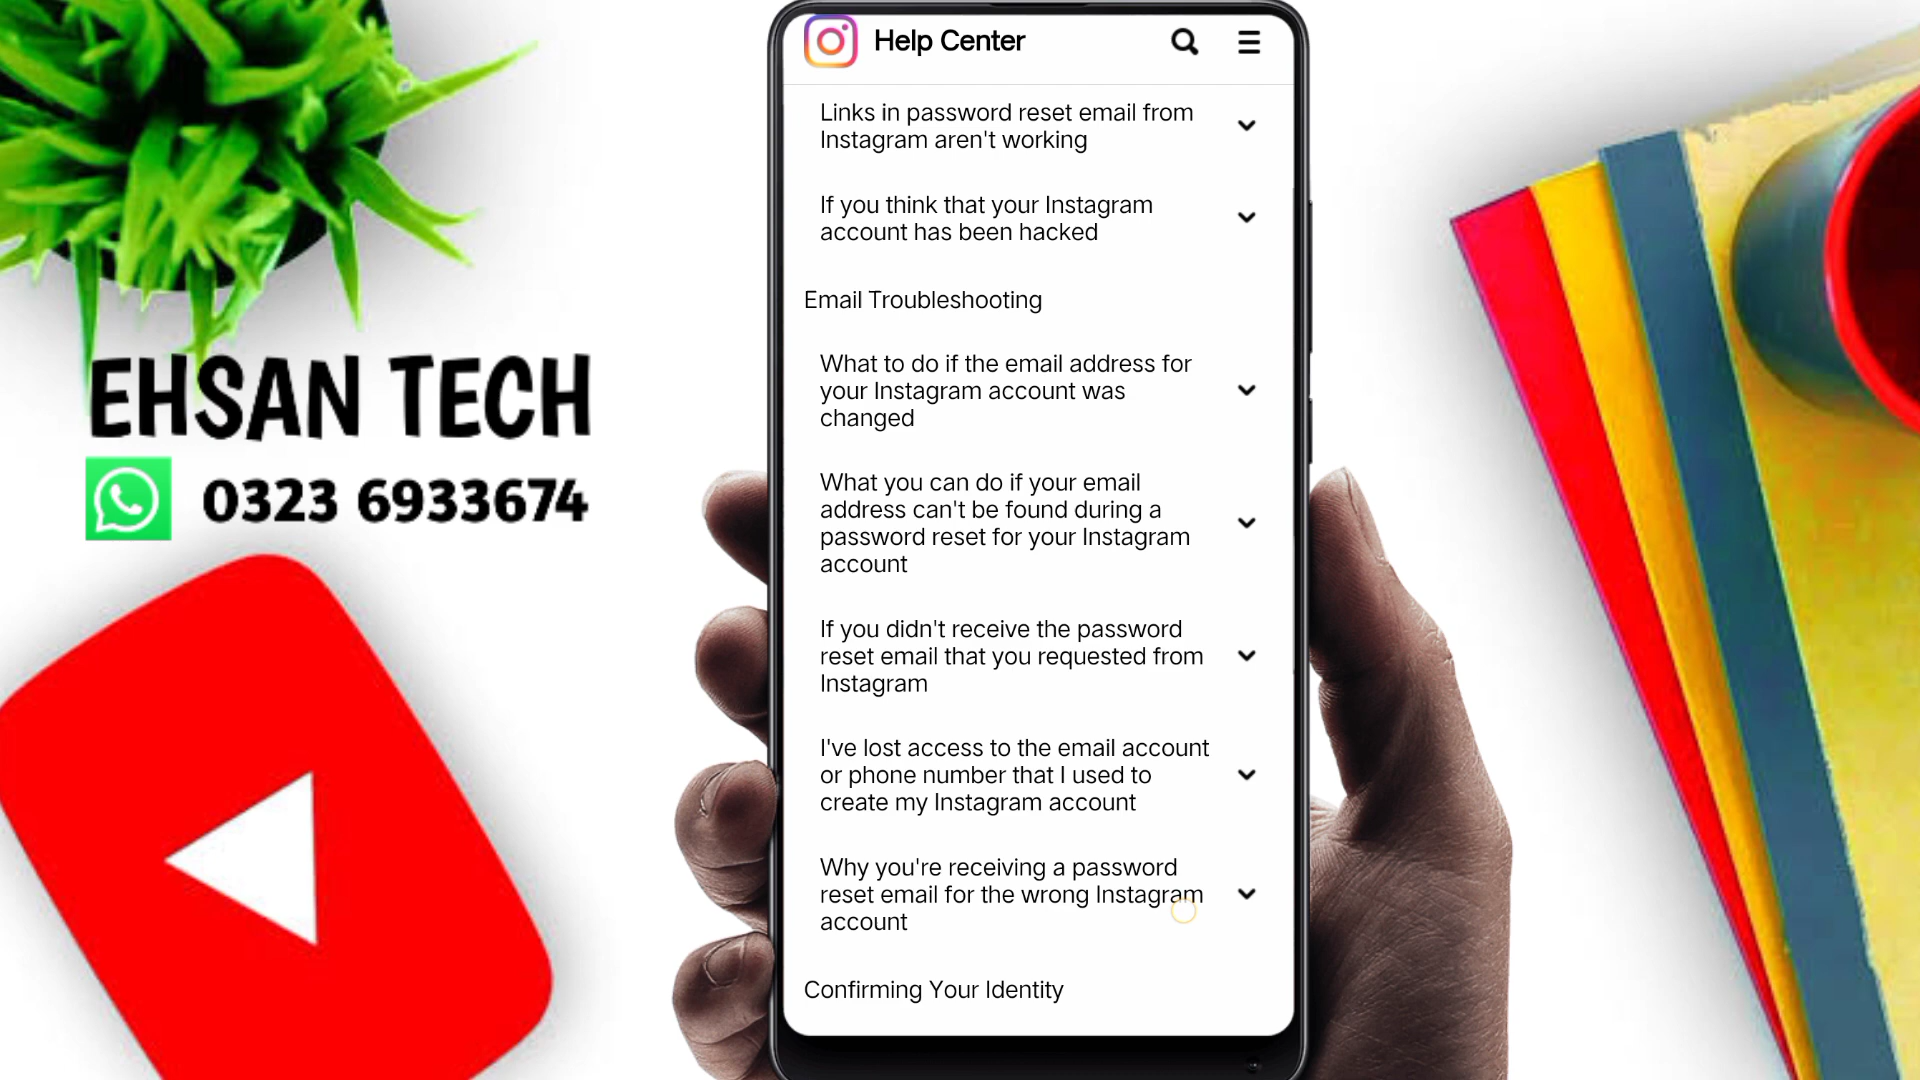 Help Center
Links in password reset email from
Instagram aren't working
If you think that your Instagram
account has been hacked
Email Troubleshooting
What to do if the email address for
your Instagram account was
changed
What you can do if your email
address can't be found during a
password reset for your Instagram
account
If you didn't receive the password
reset email that you requested from
Instagram
I've lost access to the email account
or phone number that I used to
create my Instagram account
Why you're receiving a password
reset email for the wrong Instagram
account
Confirming Your Identity
EHSAN TECH
0323 6933674